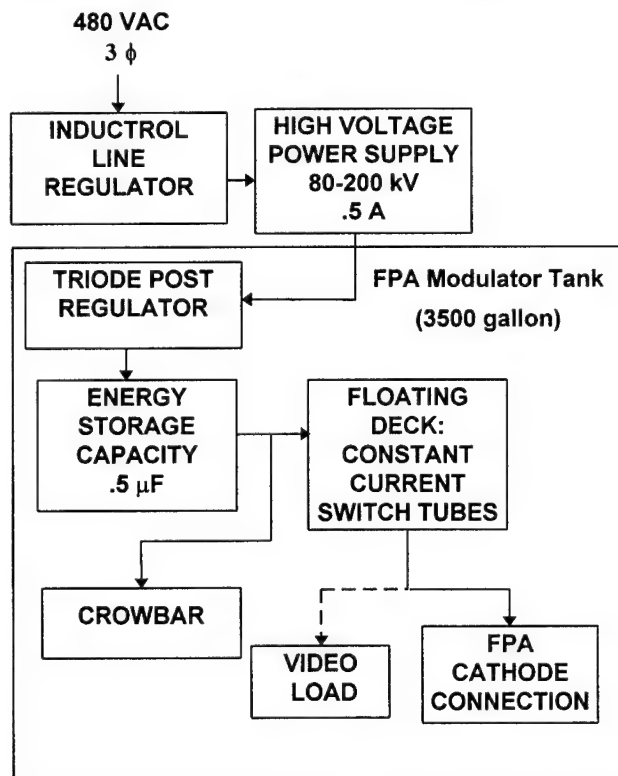 480 VAC
3 ϕ
INDUCTROL
LINE
REGULATOR
HIGH VOLTAGE
POWER SUPPLY
80-200 kV
.5 A
TRIODE POST
REGULATOR
FPA Modulator Tank
(3500 gallon)
ENERGY
STORAGE
CAPACITY
.5 μF
FLOATING
DECK:
CONSTANT
CURRENT
SWITCH TUBES
CROWBAR
VIDEO
LOAD
FPA
CATHODE
CONNECTION